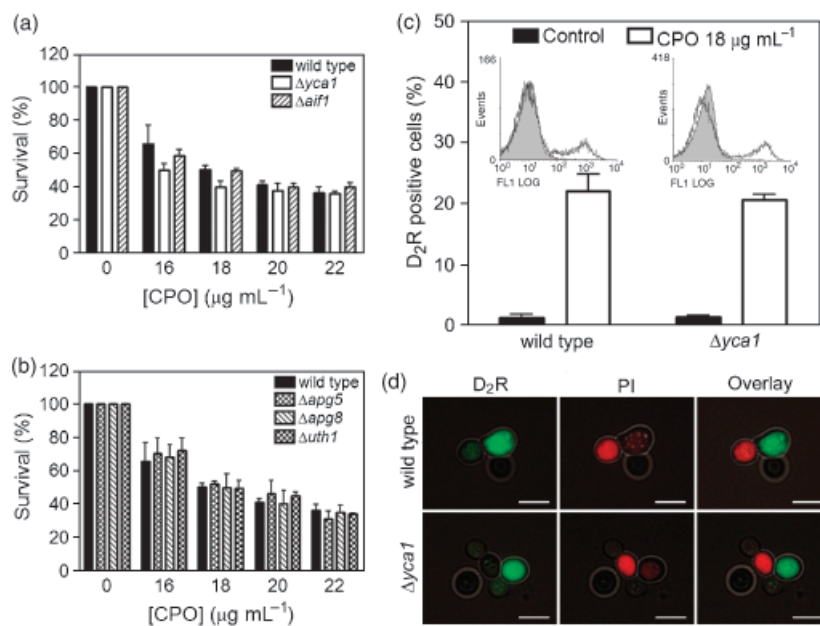 (a)
wild type
Δyca1
Δaif1
Survival (%)
120
100
80
60
40
20
0
0 16 18 20 22
[CPO] (μg mL⁻¹)
(b)
wild type
Δapg5
Δapg8
Δuth1
Survival (%)
120
100
80
60
40
20
0
0 16 18 20 22
[CPO] (μg mL⁻¹)
(c)
Control CPO 18 μg mL⁻¹
D₂R positive cells (%)
50
40
30
20
10
0
166
Events
10⁰ 10¹ 10² 10³ 10⁴
FL1 LOG
418
Events
10⁰ 10¹ 10² 10³ 10⁴
FL1 LOG
wild type Δyca1
(d)
D₂R PI Overlay
wild type
Δyca1